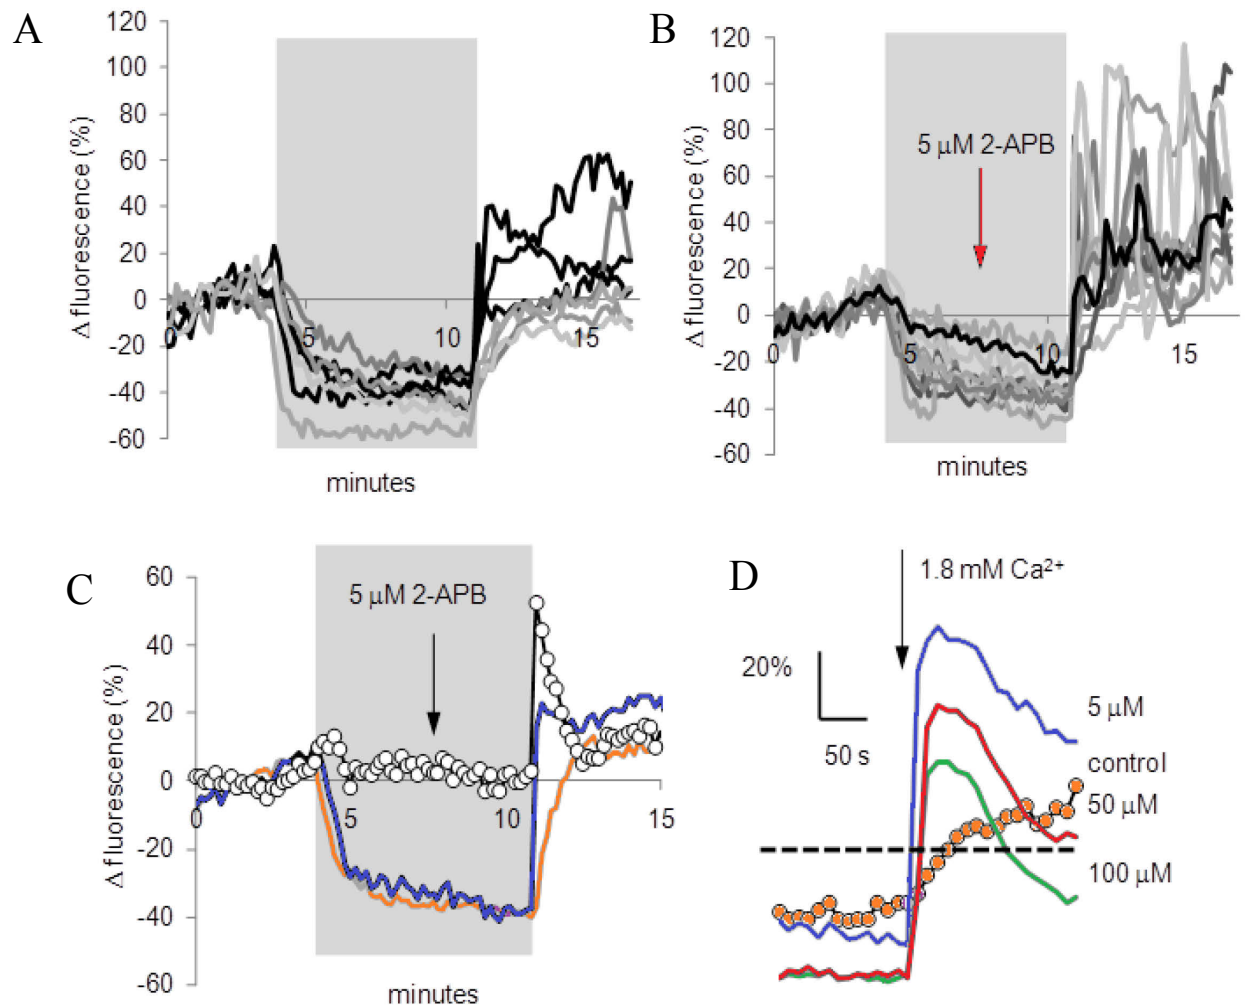 A
Δ fluorescence (%)
120
100
80
60
40
20
0
-20
-40
-60
0
5
10
15
minutes
B
Δ fluorescence (%)
120
100
80
60
40
20
0
-20
-40
-60
5 μM 2-APB
0
5
10
15
minutes
C
Δ fluorescence (%)
60
40
20
0
-20
-40
-60
5 μM 2-APB
0
5
10
15
minutes
D
1.8 mM Ca²⁺
20%
50 s
5 μM
control
50 μM
100 μM